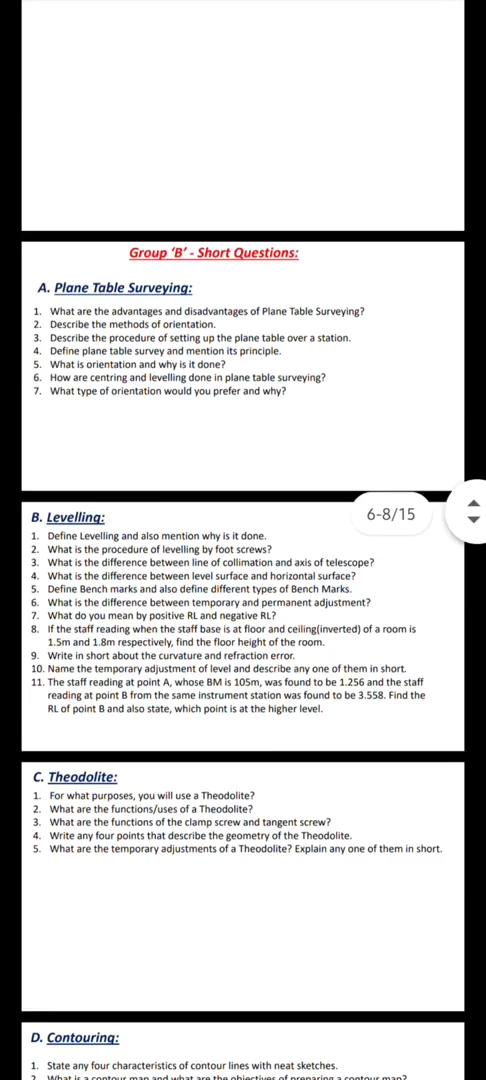 Group ‘B’ - Short Questions:
A. Plane Table Surveying:
1. What are the advantages and disadvantages of Plane Table Surveying?
2. Describe the methods of orientation.
3. Describe the procedure of setting up the plane table over a station.
4. Define plane table survey and mention its principle.
5. What is orientation and why is it done?
6. How are centring and levelling done in plane table surveying?
7. What type of orientation would you prefer and why?
6-8/15
B. Levelling:
1. Define Levelling and also mention why is it done.
2. What is the procedure of levelling by foot screws?
3. What is the difference between line of collimation and axis of telescope?
4. What is the difference between level surface and horizontal surface?
5. Define Bench marks and also define different types of Bench Marks.
6. What is the difference between temporary and permanent adjustment?
7. What do you mean by positive RL and negative RL?
8. If the staff reading when the staff base is at floor and ceiling(inverted) of a room is
1.5m and 1.8m respectively, find the floor height of the room.
9. Write in short about the curvature and refraction error.
10. Name the temporary adjustment of level and describe any one of them in short.
11. The staff reading at point A, whose BM is 105m, was found to be 1.256 and the staff
reading at point B from the same instrument station was found to be 3.558. Find the
RL of point B and also state, which point is at the higher level.
C. Theodolite:
1. For what purposes, you will use a Theodolite?
2. What are the functions/uses of a Theodolite?
3. What are the functions of the clamp screw and tangent screw?
4. Write any four points that describe the geometry of the Theodolite.
5. What are the temporary adjustments of a Theodolite? Explain any one of them in short.
D. Contouring:
1. State any four characteristics of contour lines with neat sketches.
2. What is a contour map and what are the objectives of preparing a contour map?